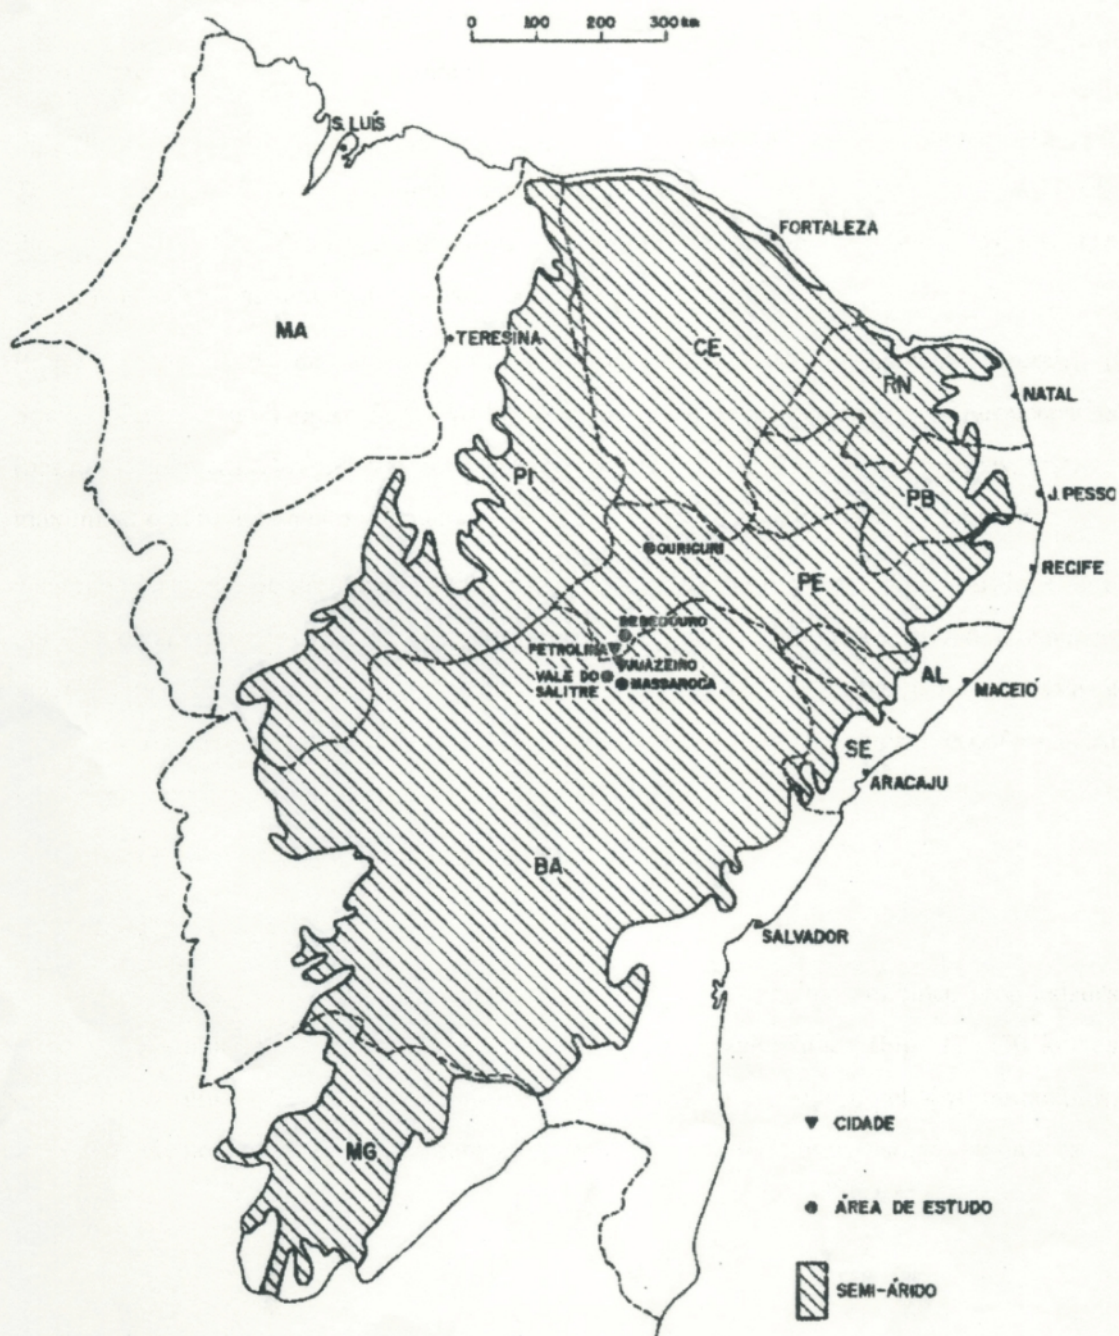 0 100 200 300 km
S. LUÍS
FORTALEZA
MA
TERESINA
CE
RN
NATAL
PI
PB
J. PESSO
OURICURI
RECIFE
PE
BEBEDOURO
PETROLINA
JUAZEIRO
VALE DO
SALITRE
MASSAROCA
AL
MACEIÓ
SE
ARACAJU
BA
SALVADOR
CIDADE
MG
ÁREA DE ESTUDO
SEMI-ÁRIDO